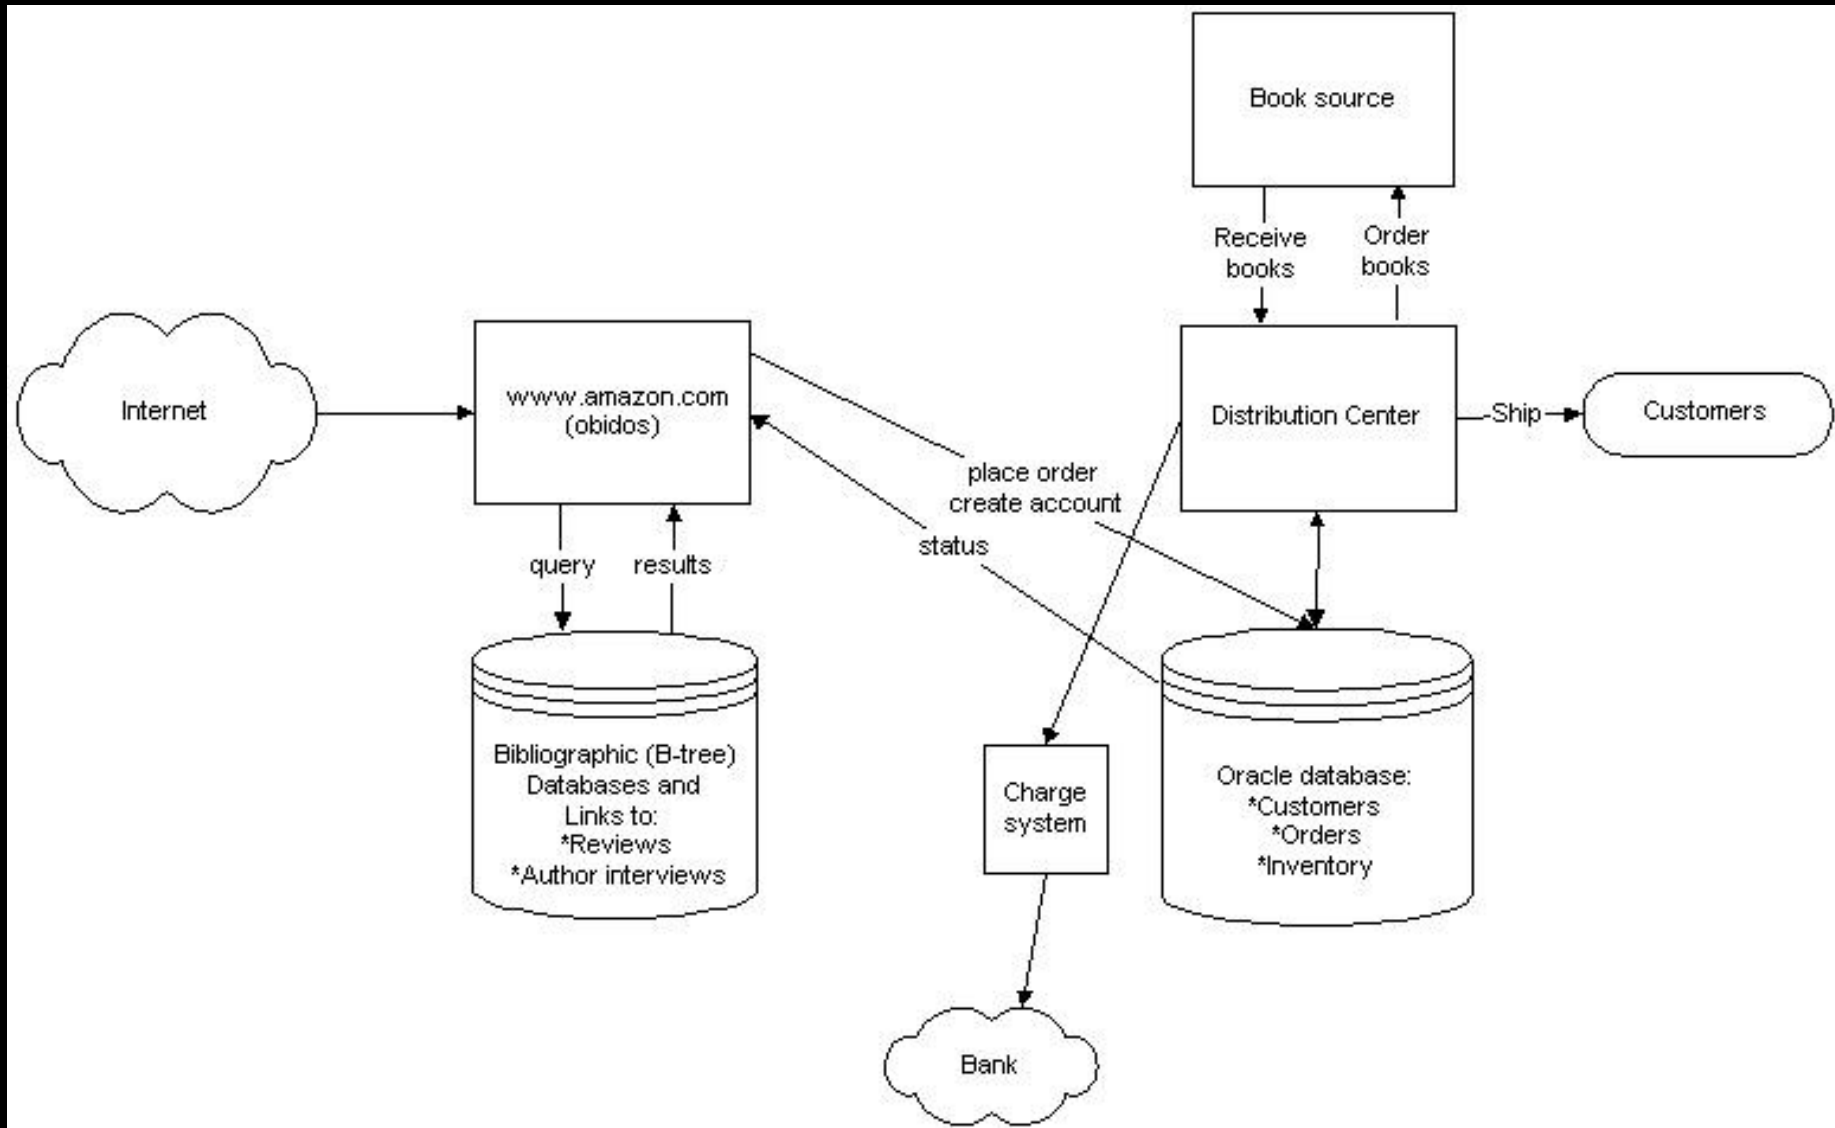 Book source
Receive
books
Order
books
Internet
www.amazon.com
(obidos)
Distribution Center
Ship
Customers
place order
create account
status
query
results
Bibliographic (B-tree)
Databases and
Links to:
*Reviews
*Author interviews
Charge
system
Oracle database:
*Customers
*Orders
*Inventory
Bank